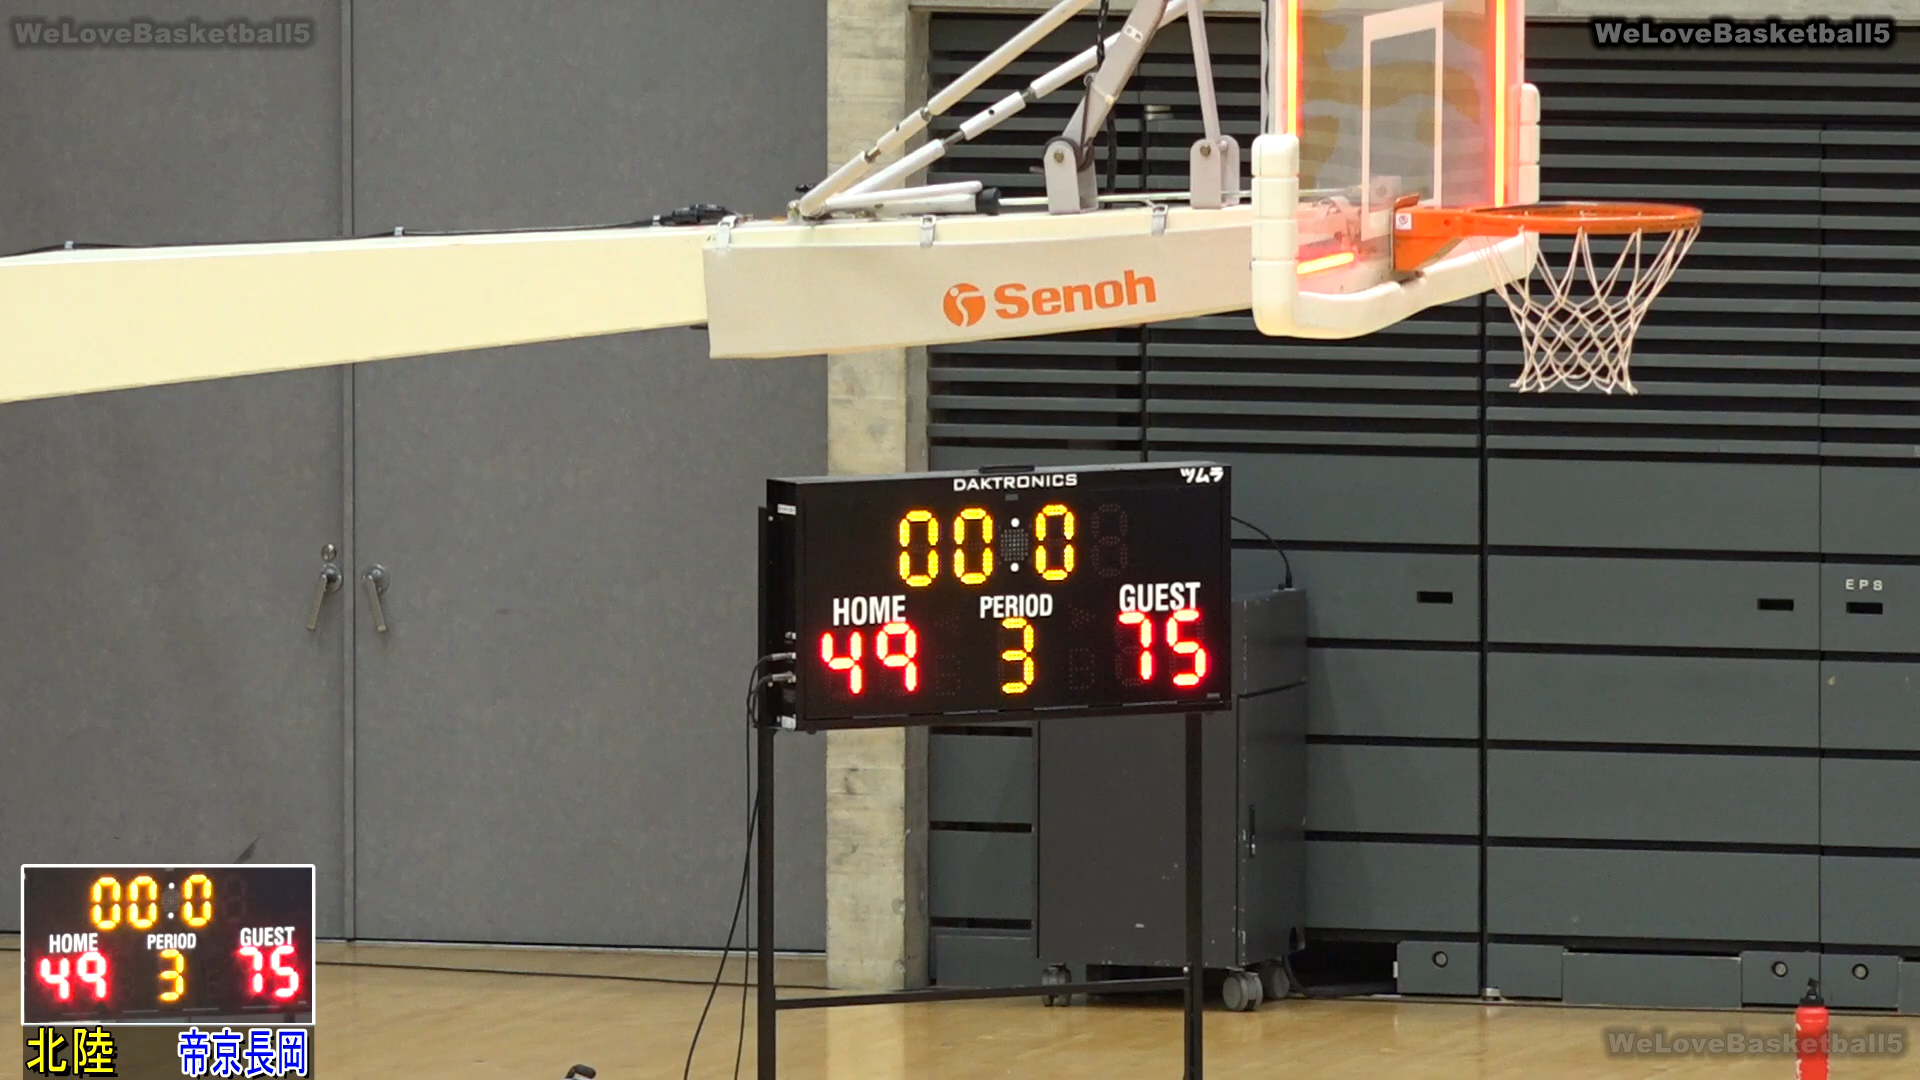 WeLoveBasketball5
WeLoveBasketball5
Senoh
DAKTRONICS
ツムラ
00:0
HOME PERIOD GUEST
49 3 75
EPS
00:0
HOME PERIOD GUEST
49 3 75
北陸 帝京長岡
WeLoveBasketball5